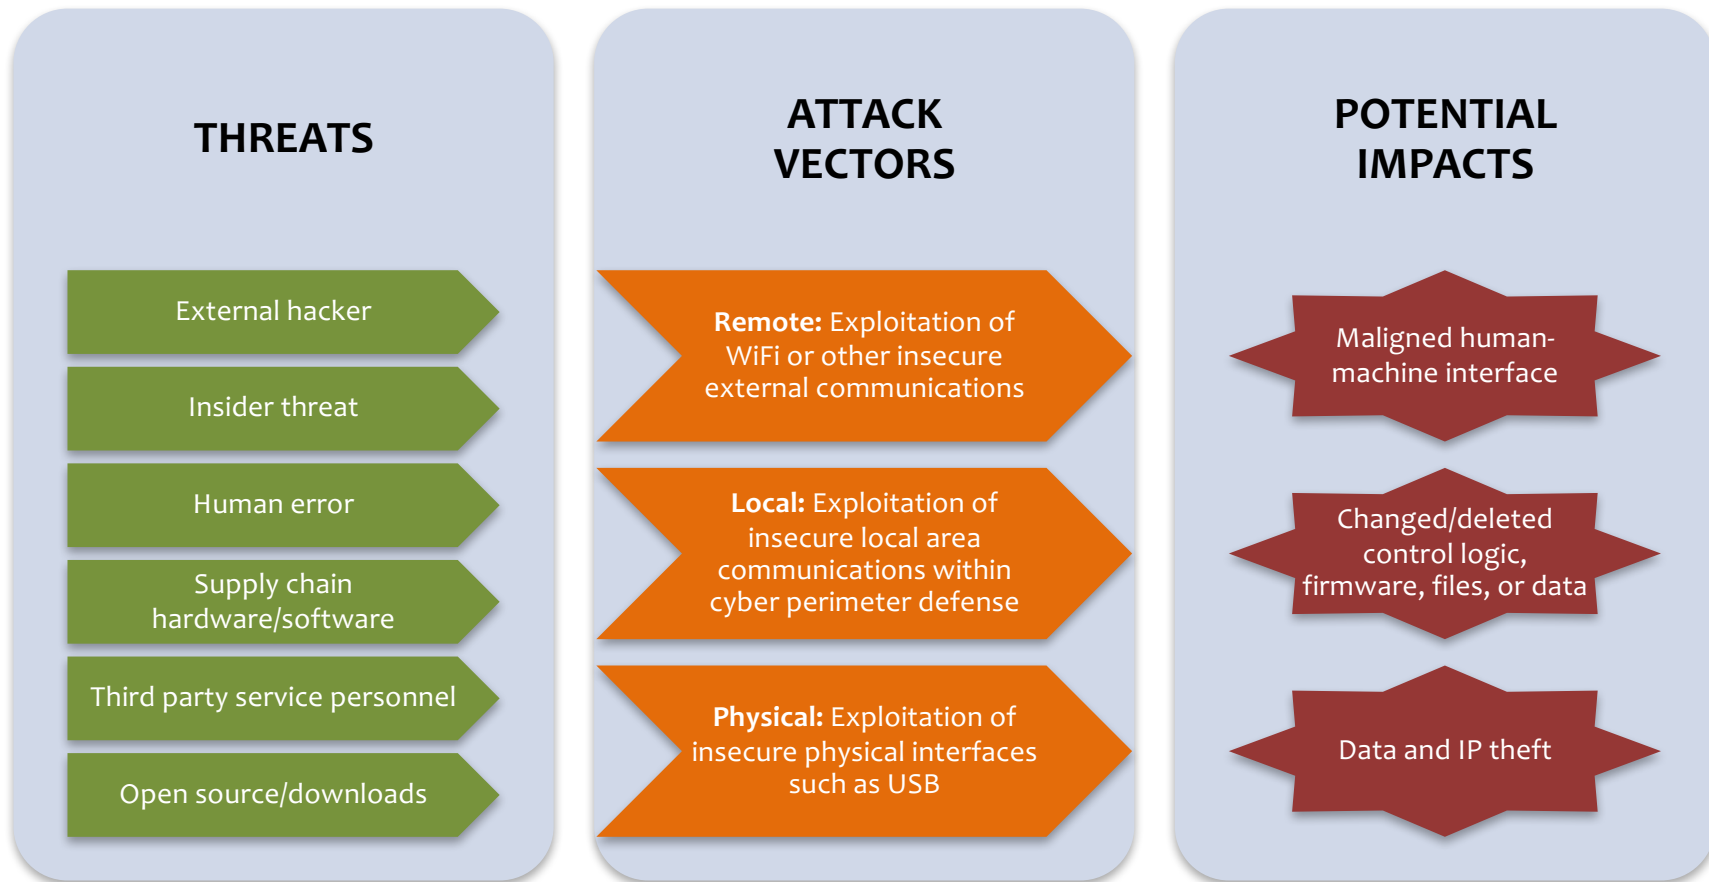 THREATS
External hacker
Insider threat
Human error
Supply chain
hardware/software
Third party service personnel
Open source/downloads
ATTACK
VECTORS
Remote: Exploitation of
WiFi or other insecure
external communications
Local: Exploitation of
insecure local area
communications within
cyber perimeter defense
Physical: Exploitation of
insecure physical interfaces
such as USB
POTENTIAL
IMPACTS
Maligned human-
machine interface
Changed/deleted
control logic,
firmware, files, or data
Data and IP theft